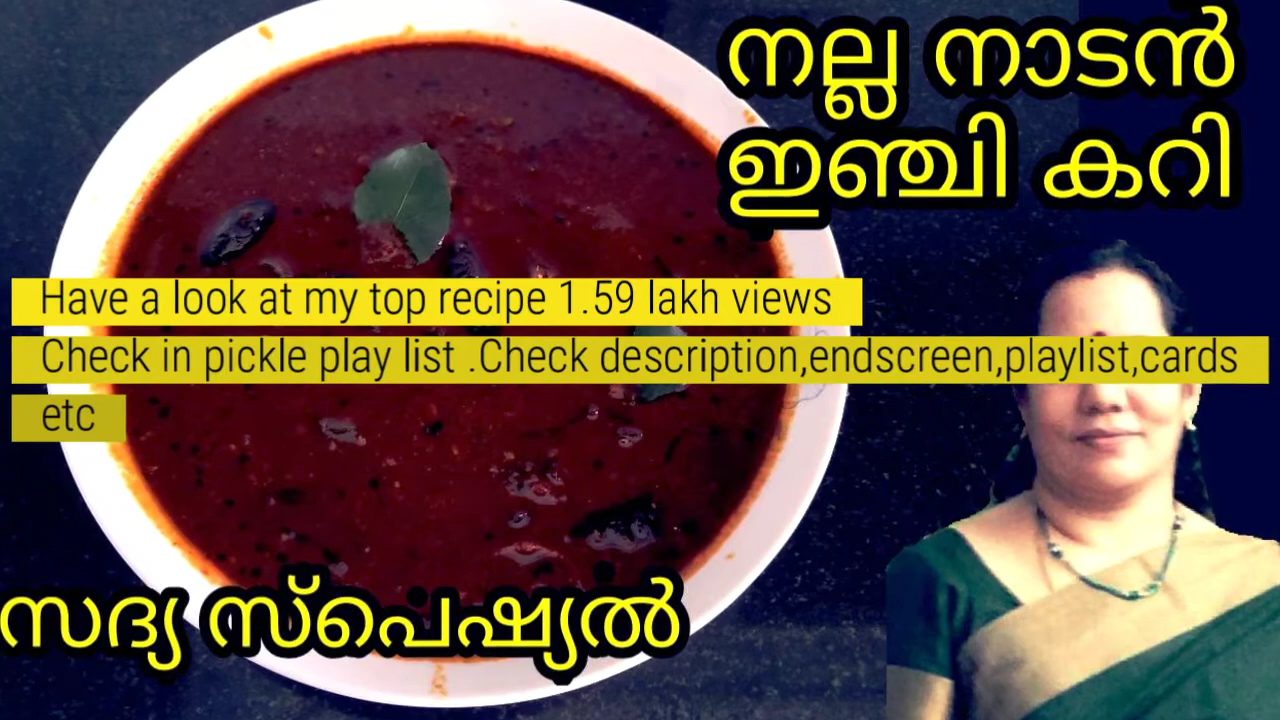 നല്ല നാടൻ
ഇഞ്ചി കറി
Have a look at my top recipe 1.59 lakh views
Check in pickle play list .Check description,endscreen,playlist,cards
etc
സദ്യ സ്പെഷ്യൽ